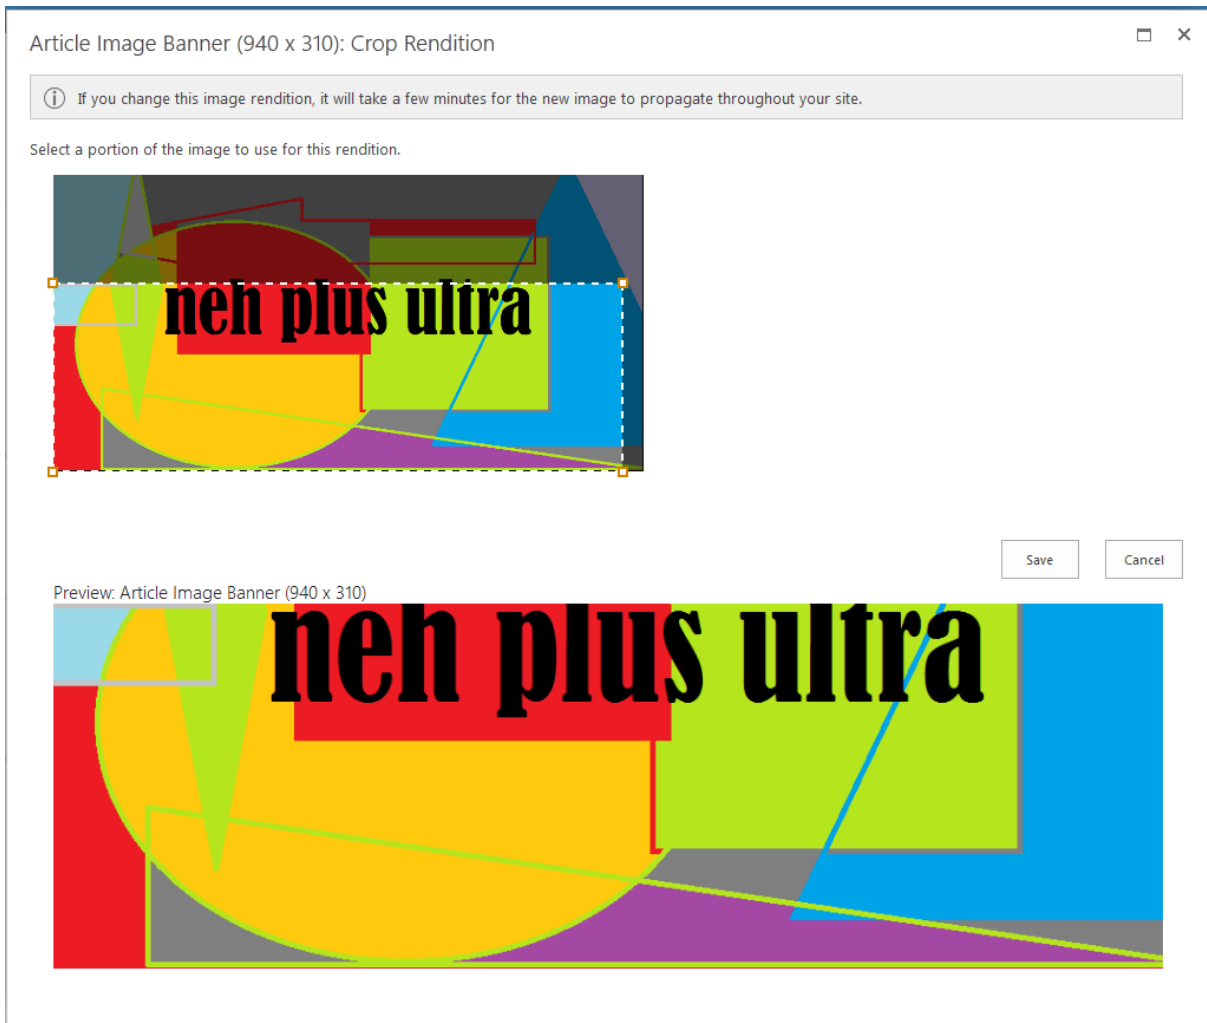 Article Image Banner (940 x 310): Crop Rendition
If you change this image rendition, it will take a few minutes for the new image to propagate throughout your site.
Select a portion of the image to use for this rendition.
neh plus ultra
Save Cancel
Preview: Article Image Banner (940 x 310)
neh plus ultra